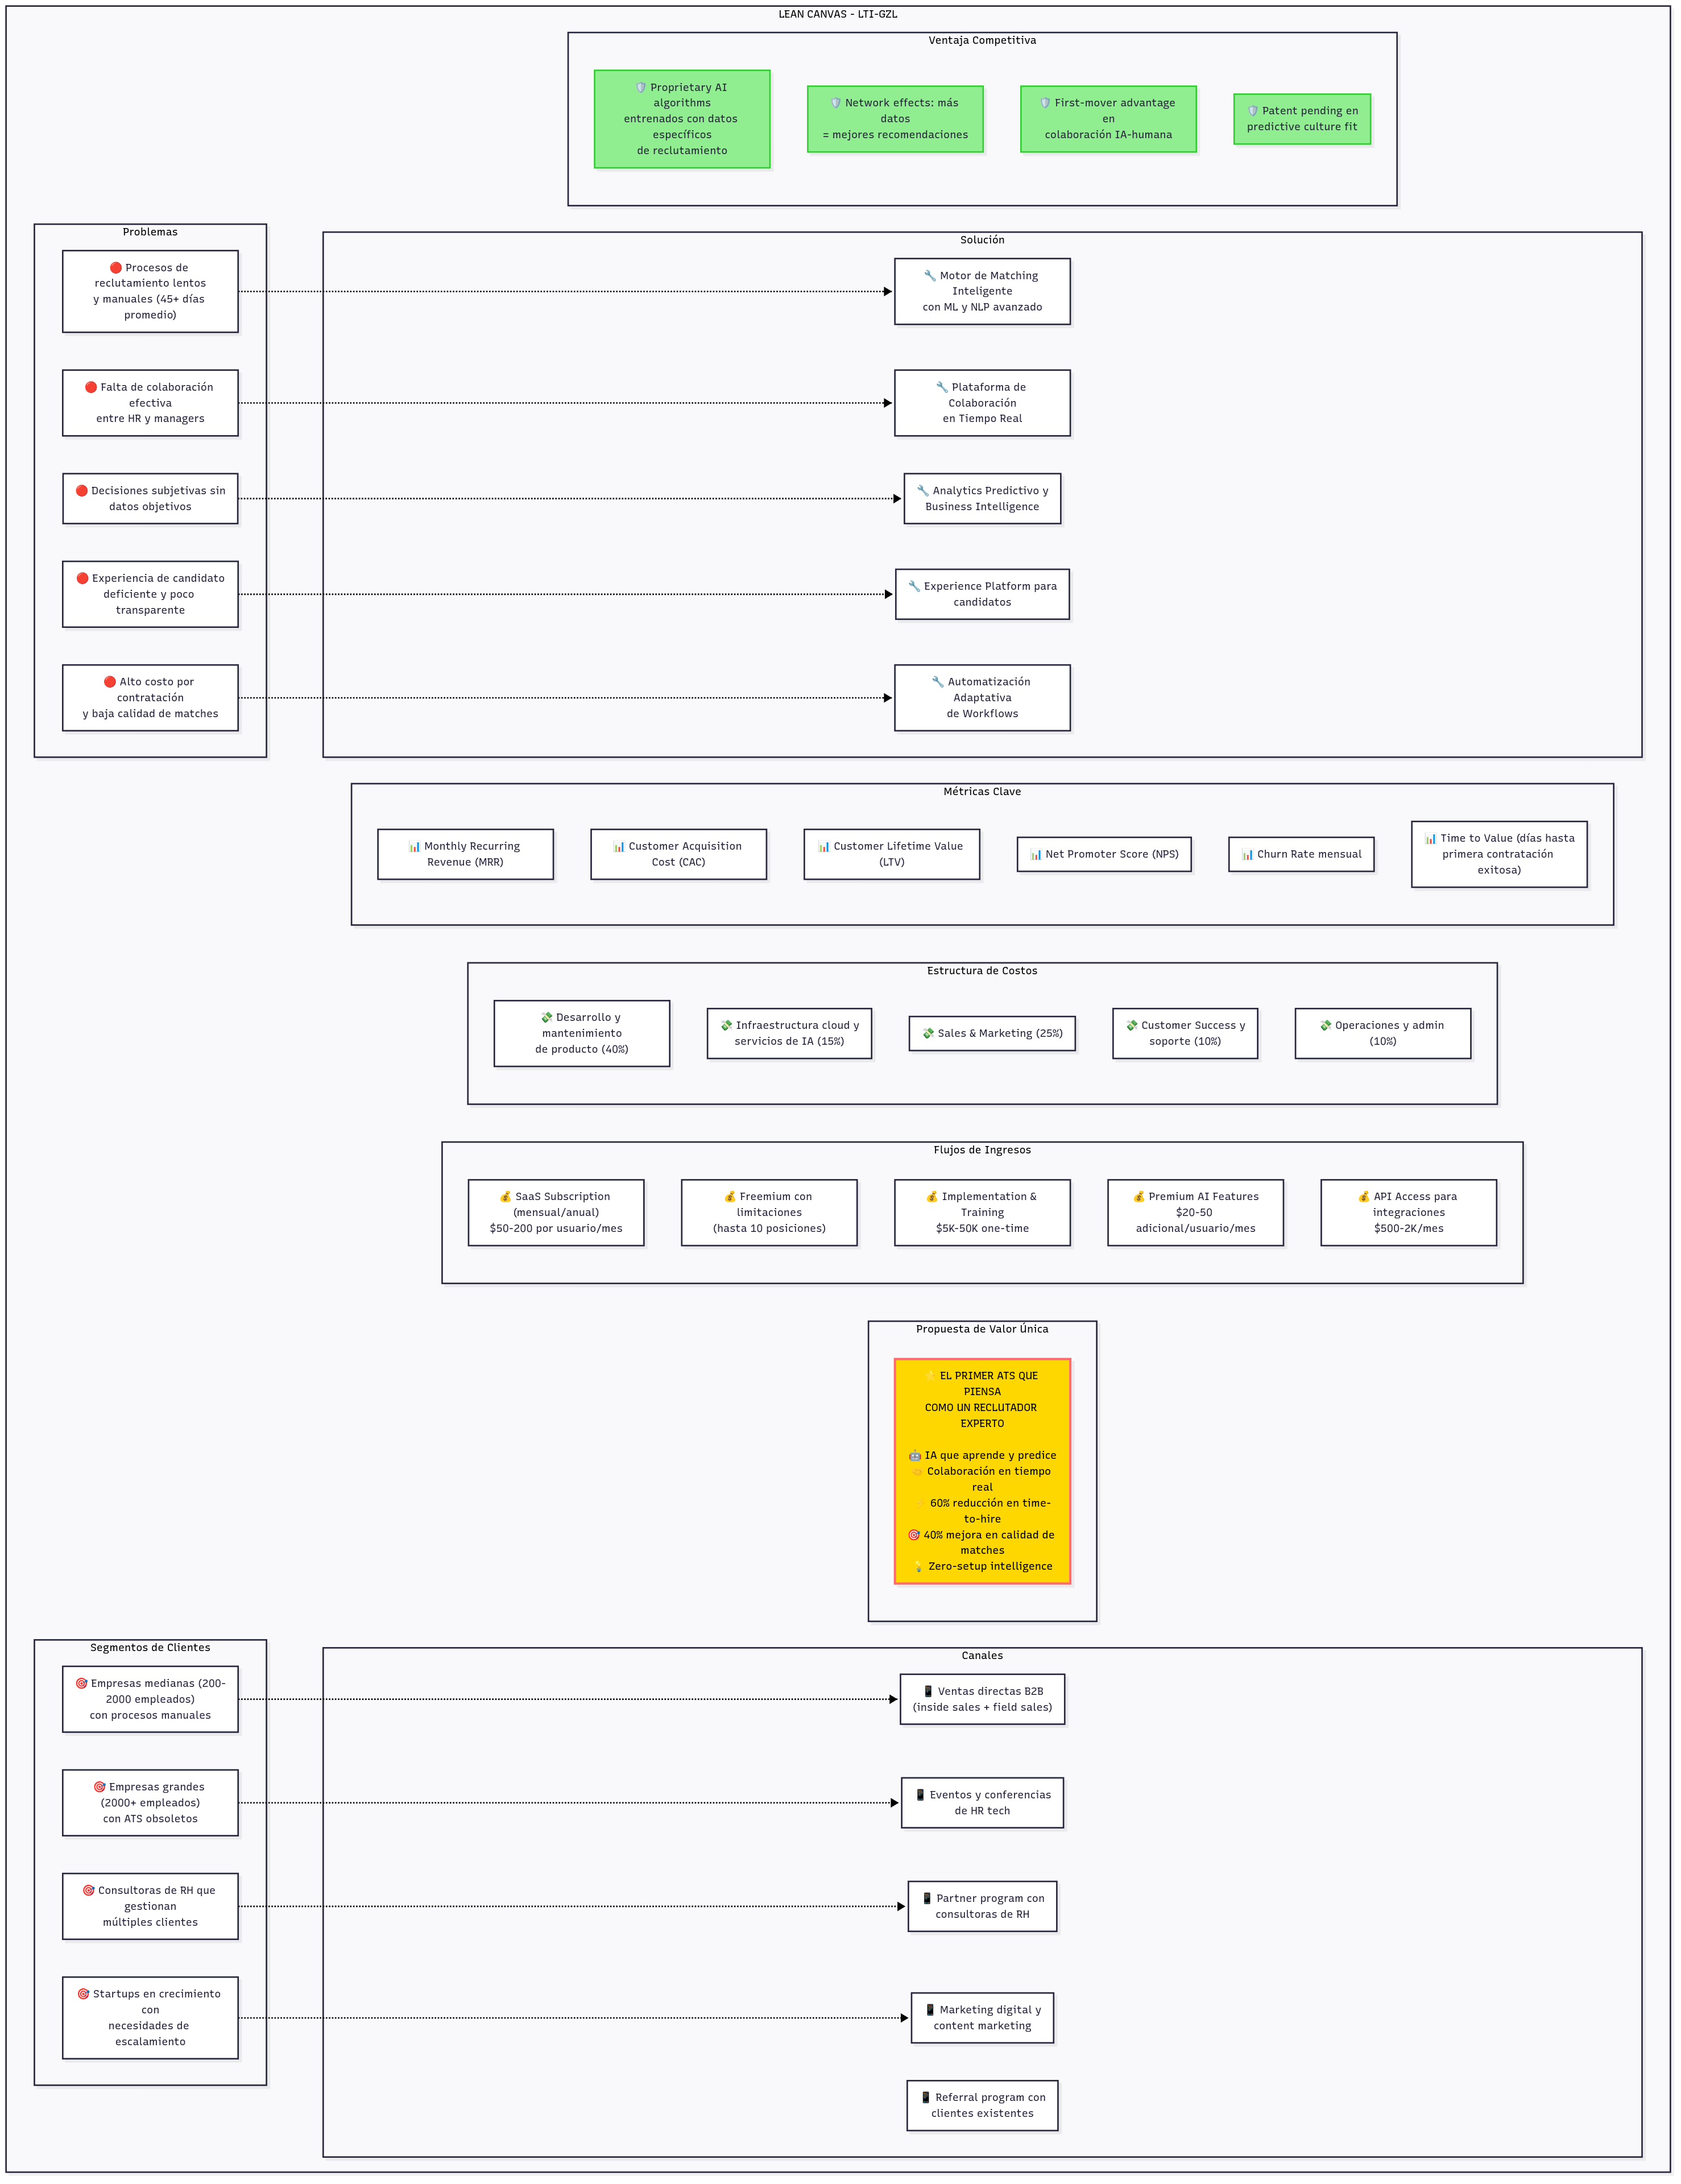 LEAN CANVAS - LTI-GZL
Ventaja Competitiva
🛡️ Proprietary AI
algorithms
entrenados con datos
específicos
de reclutamiento
🛡️ Network effects: más
datos
= mejores recomendaciones
🛡️ First-mover advantage
en
colaboración IA-humana
🛡️ Patent pending en
predictive culture fit
Problemas
🔴 Procesos de
reclutamiento lentos
y manuales (45+ días
promedio)
🔴 Falta de colaboración
efectiva
entre HR y managers
🔴 Decisiones subjetivas sin
datos objetivos
🔴 Experiencia de candidato
deficiente y poco
transparente
🔴 Alto costo por
contratación
y baja calidad de matches
Solución
🔧 Motor de Matching
Inteligente
con ML y NLP avanzado
🔧 Plataforma de
Colaboración
en Tiempo Real
🔧 Analytics Predictivo y
Business Intelligence
🔧 Experience Platform para
candidatos
🔧 Automatización
Adaptativa
de Workflows
Métricas Clave
📊 Monthly Recurring
Revenue (MRR)
📊 Customer Acquisition
Cost (CAC)
📊 Customer Lifetime Value
(LTV)
📊 Net Promoter Score (NPS)
📊 Churn Rate mensual
📊 Time to Value (días hasta
primera contratación
exitosa)
Estructura de Costos
💸 Desarrollo y
mantenimiento
de producto (40%)
💸 Infraestructura cloud y
servicios de IA (15%)
💸 Sales & Marketing (25%)
💸 Customer Success y
soporte (10%)
💸 Operaciones y admin
(10%)
Flujos de Ingresos
💰 SaaS Subscription
(mensual/anual)
$50-200 por usuario/mes
💰 Freemium con
limitaciones
(hasta 10 posiciones)
💰 Implementation &
Training
$5K-50K one-time
💰 Premium AI Features
$20-50
adicional/usuario/mes
💰 API Access para
integraciones
$500-2K/mes
Propuesta de Valor Única
⭐ EL PRIMER ATS QUE
PIENSA
COMO UN RECLUTADOR
EXPERTO
🤖 IA que aprende y predice
🤝 Colaboración en tiempo
real
⚡ 60% reducción en time-
to-hire
🎯 40% mejora en calidad de
matches
💡 Zero-setup intelligence
Segmentos de Clientes
🎯 Empresas medianas (200-
2000 empleados)
con procesos manuales
🎯 Empresas grandes
(2000+ empleados)
con ATS obsoletos
🎯 Consultoras de RH que
gestionan
múltiples clientes
🎯 Startups en crecimiento
con
necesidades de
escalamiento
Canales
📱 Ventas directas B2B
(inside sales + field sales)
📱 Eventos y conferencias
de HR tech
📱 Partner program con
consultoras de RH
📱 Marketing digital y
content marketing
📱 Referral program con
clientes existentes